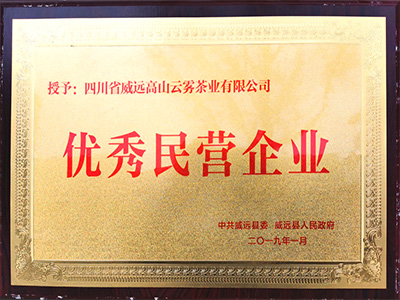 授予：四川省威远高山云雾茶业有限公司
优秀民营企业
中共威远县委 威远县人民政府
二〇一九年一月